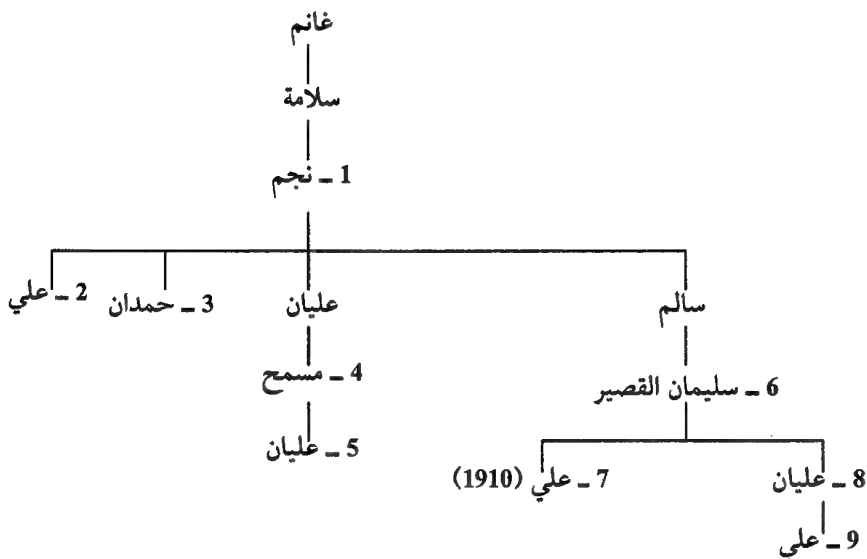 غانم
سلامة
1 ـ نجم
سالم
عليان
3 ـ حمدان
2 ـ علي
6 ـ سليمان القصير
4 ـ مسمح
8 ـ عليان
7 ـ علي (1910)
5 ـ عليان
9 ـ علي